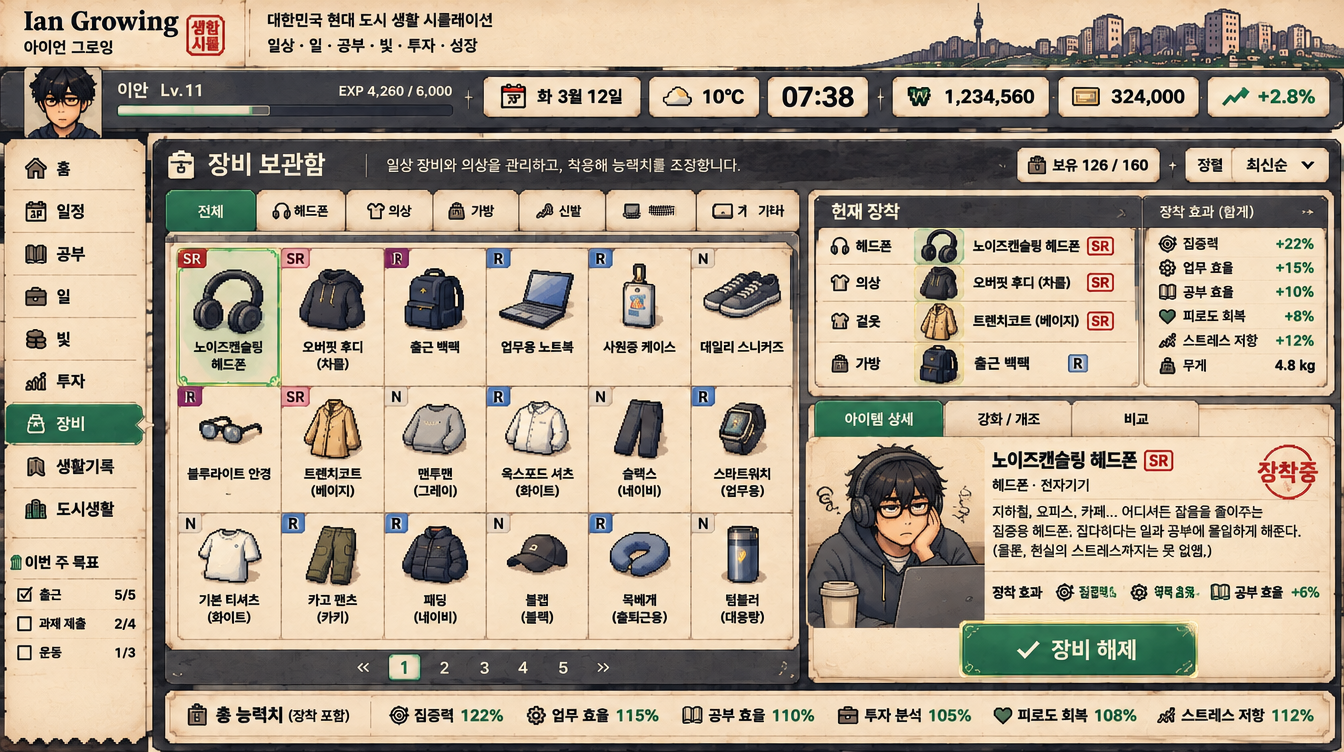 Ian Growing
아이언 그로잉
생활
시뮬
대한민국 현대 도시 생활 시뮬레이션
일상 · 일 · 공부 · 빛 · 투자 · 성장
이안 Lv.11
EXP 4,260 / 6,000
화 3월 12일
10°C
07:38
1,234,560
324,000
+2.8%
홈
일정
공부
일
빛
투자
장비
생활기록
도시생활
이번 주 목표
출근 5/5
과제 제출 2/4
운동 1/3
장비 보관함
일상 장비와 의상을 관리하고, 착용해 능력치를 조정합니다.
보유 126 / 160
정렬 최신순
전체
헤드폰
의상
가방
신발
기타
SR
노이즈캔슬링
헤드폰
SR
오버핏 후디
(차콜)
R
출근 백팩
R
업무용 노트북
R
사원증 케이스
N
데일리 스니커즈
R
블루라이트 안경
SR
트렌치코트
(베이지)
N
맨투맨
(그레이)
R
옥스포드 셔츠
(화이트)
N
슬랙스
(네이비)
R
스마트워치
(업무용)
N
기본 티셔츠
(화이트)
R
카고 팬츠
(카키)
R
패딩
(네이비)
N
볼캡
(블랙)
R
목베개
(출퇴근용)
N
텀블러
(대용량)
« 1 2 3 4 5 »
현재 장착
헤드폰 노이즈캔슬링 헤드폰 SR
의상 오버핏 후디 (차콜) SR
겉옷 트렌치코트 (베이지) SR
가방 출근 백팩 R
장착 효과 (합계)
집중력 +22%
업무 효율 +15%
공부 효율 +10%
피로도 회복 +8%
스트레스 저항 +12%
무게 4.8 kg
아이템 상세
강화 / 개조
비교
노이즈캔슬링 헤드폰 SR
헤드폰 · 전자기기
장착중
지하철, 오피스, 카페... 어디서든 잡음을 줄이주는
집중용 헤드폰. 집다히다는 일과 공부에 몰입하게 해준다.
현실의 스트레스까지는 못
장착 효과
공부 효율 +6%
장비 해제
총 능력치 (장착 포함)
집중력 122%
업무 효율 115%
공부 효율 110%
투자 분석 105%
피로도 회복 108%
스트레스 저항 112%